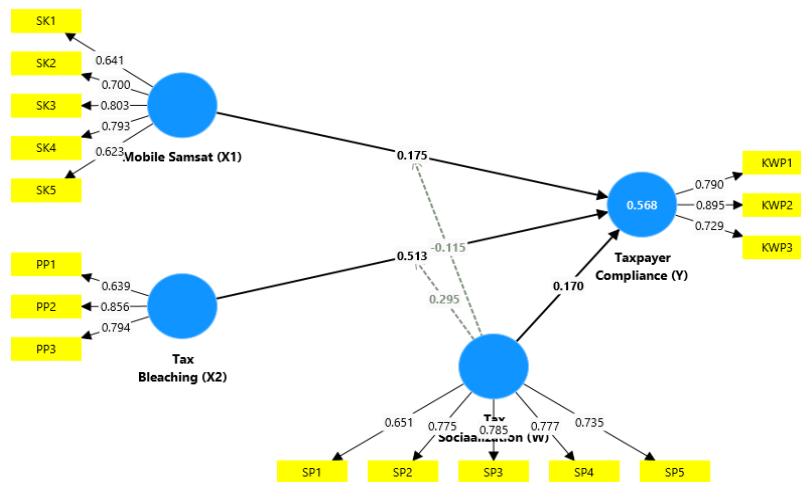 SK1
0.641
SK2
0.700
SK3
0.803
SK4
0.793
SK5
0.623
Mobile Samsat (X1)
0.175
KWP1
0.790
KWP2
0.895
KWP3
0.729
0.568
Taxpayer
Compliance (Y)
-0.115
0.513
0.295
0.170
PP1
0.639
PP2
0.856
PP3
0.794
Tax
Bleaching (X2)
Tax
Sociaalization (W)
0.651
0.775
0.785
0.777
0.735
SP1
SP2
SP3
SP4
SP5